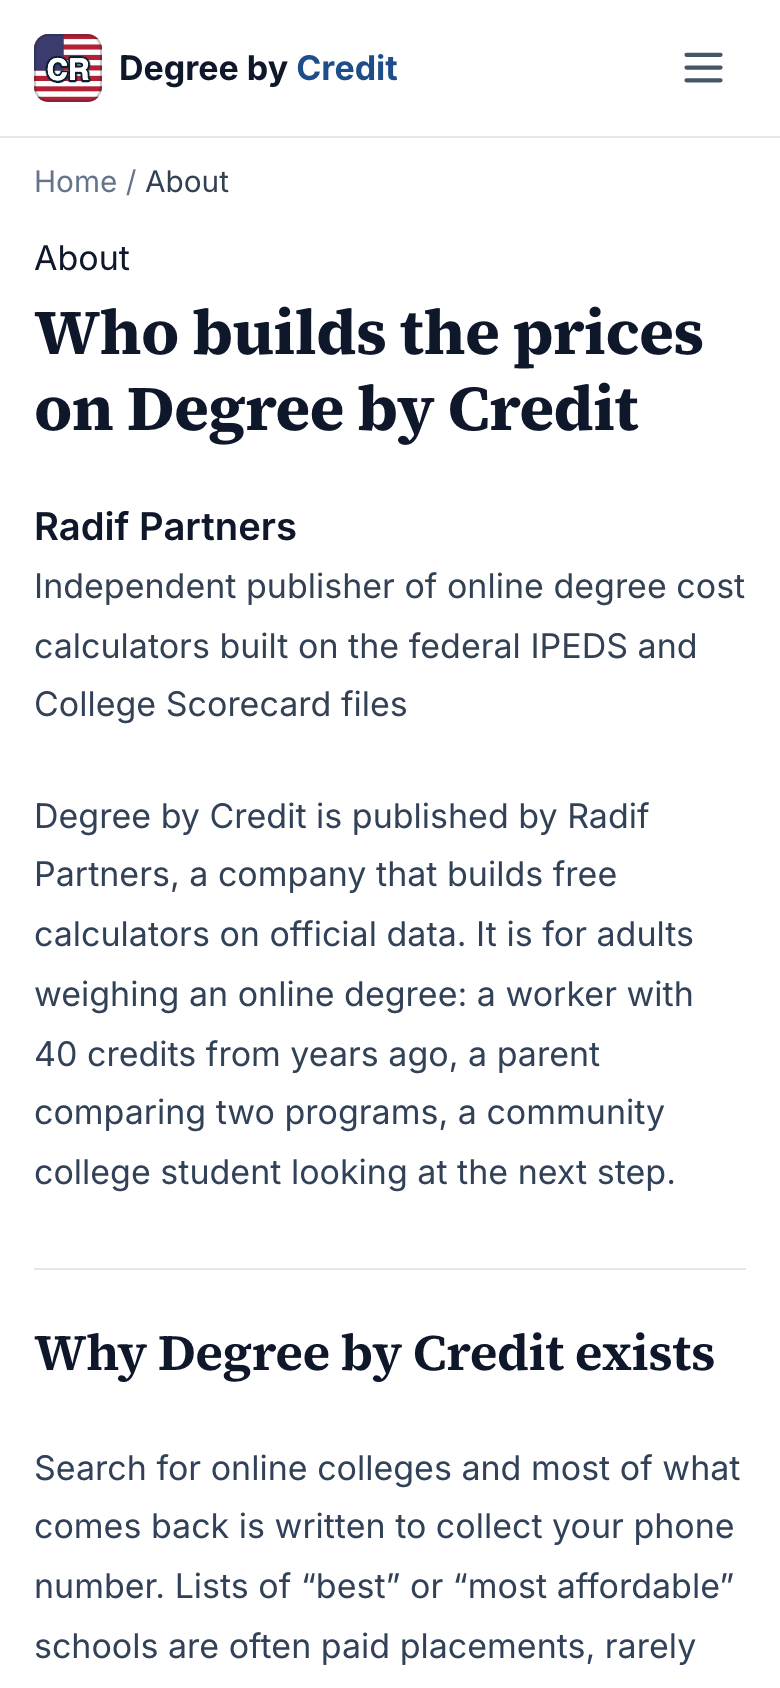 CR
Degree by Credit
Home / About
About
Who builds the prices
on Degree by Credit
Radif Partners
Independent publisher of online degree cost
calculators built on the federal IPEDS and
College Scorecard files
Degree by Credit is published by Radif
Partners, a company that builds free
calculators on official data. It is for adults
weighing an online degree: a worker with
40 credits from years ago, a parent
comparing two programs, a community
college student looking at the next step.
Why Degree by Credit exists
Search for online colleges and most of what
comes back is written to collect your phone
number. Lists of “best” or “most affordable”
schools are often paid placements, rarely